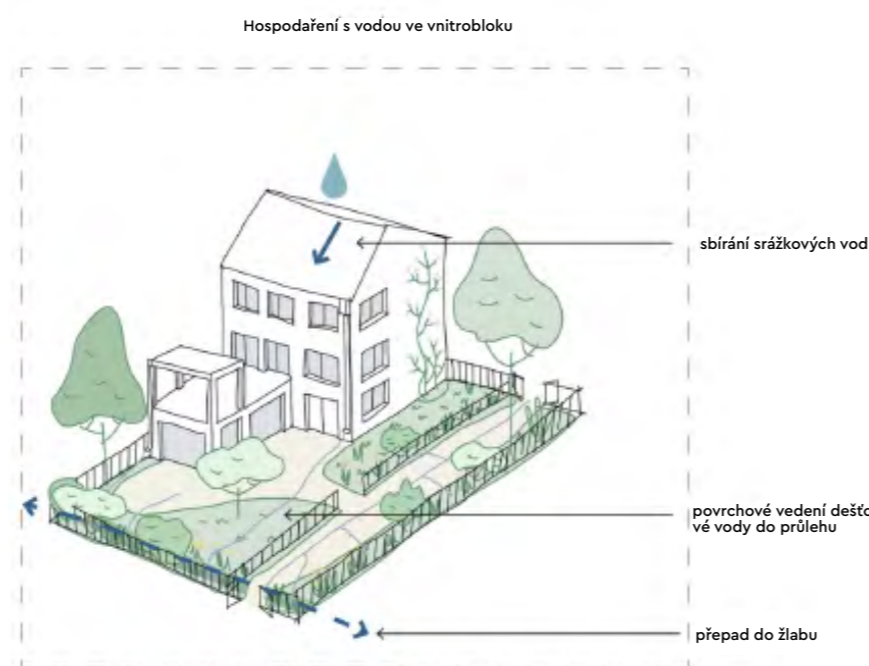 Hospodaření s vodou ve vnitrobloku
sbírání srážkových vod
povrchové vedení dešťo
vé vody do průlehu
přepad do žlabu